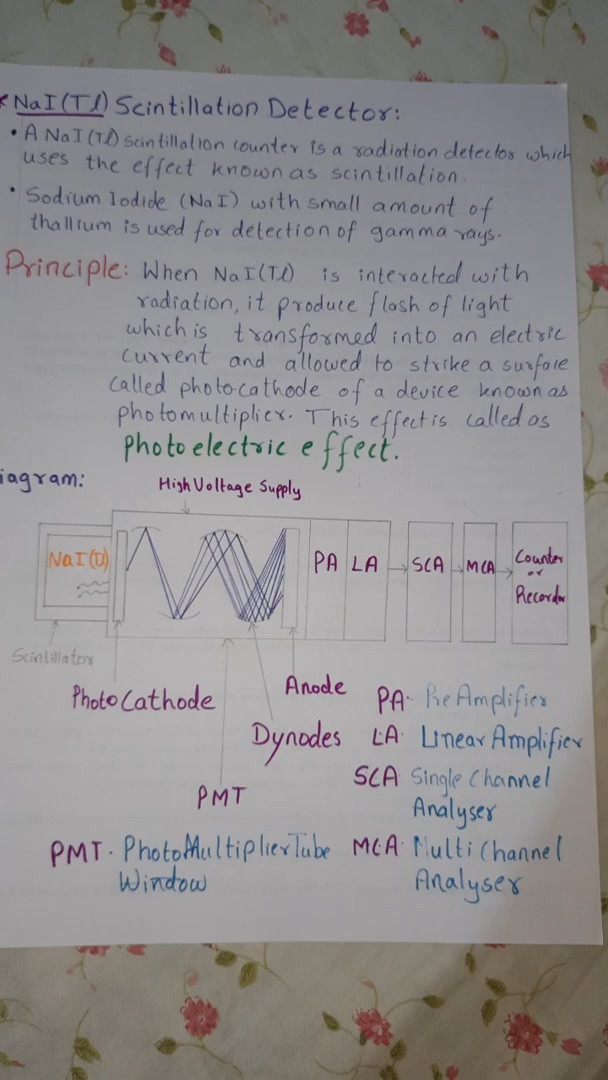 * NaI(Tl) Scintillation Detector:
• A NaI(Tl) scintillation counter is a radiation detector which
uses the effect known as scintillation.
• Sodium Iodide (NaI) with small amount of
thallium is used for detection of gamma rays.
Principle: When NaI(Tl) is interacted with
radiation, it produce flash of light
which is transformed into an electric
current and allowed to strike a surface
called photocathode of a device known as
photomultiplier. This effect is called as
photoelectric effect.
iagram:
High Voltage Supply
NaI(Tl)
PA LA SCA MCA Counter
or
Recorder
Scintillator
Photo Cathode
Anode
Dynodes
PMT
PA- Pre Amplifier
LA- Linear Amplifier
SCA Single Channel
Analyser
PMT- PhotoMultiplierTube
Window
MCA- Multi Channel
Analyser